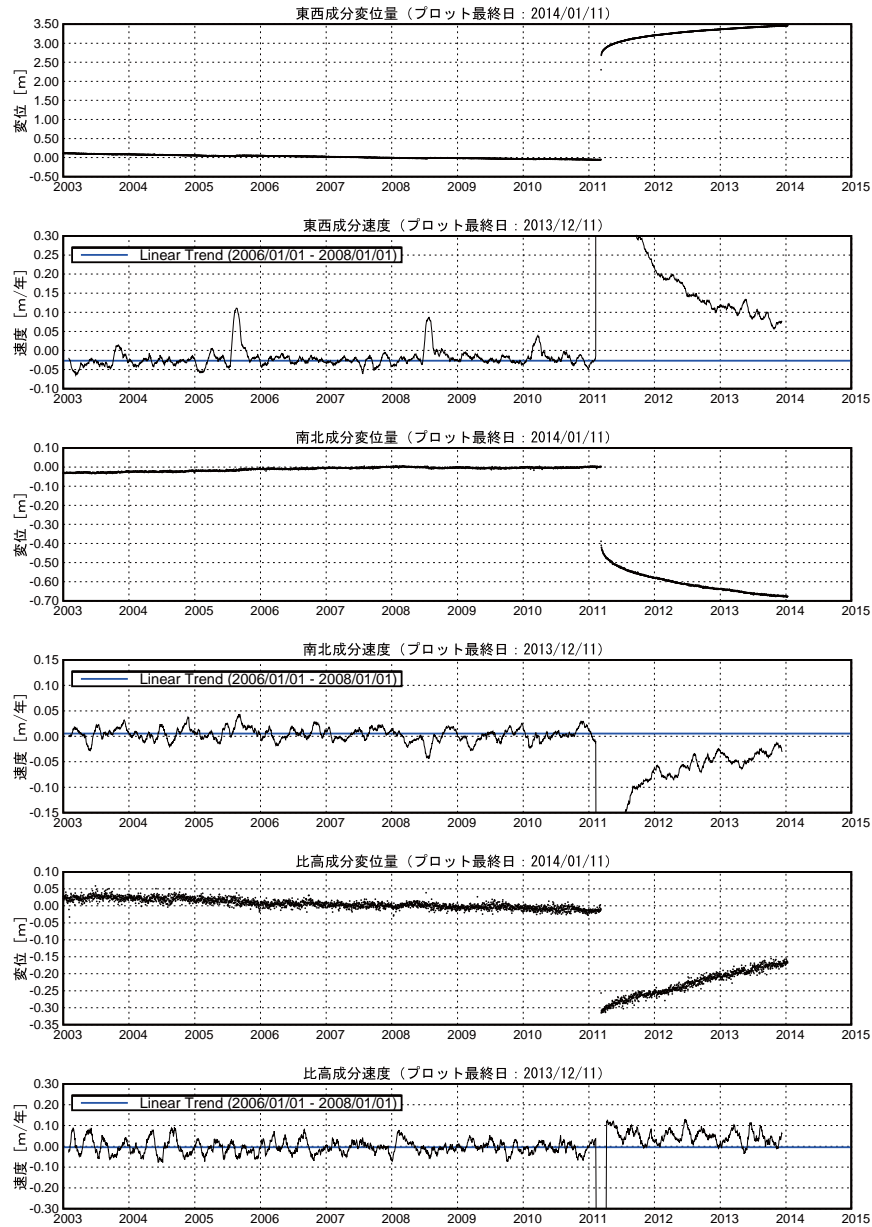 東西成分変位量（プロット最終日：2014/01/11）
変位 [m]
3.50
3.00
2.50
2.00
1.50
1.00
0.50
0.00
-0.50
2003 2004 2005 2006 2007 2008 2009 2010 2011 2012 2013 2014 2015
東西成分速度（プロット最終日：2013/12/11）
速度 [m/年]
0.30
0.25
0.20
0.15
0.10
0.05
0.00
-0.05
-0.10
Linear Trend (2006/01/01 - 2008/01/01)
2003 2004 2005 2006 2007 2008 2009 2010 2011 2012 2013 2014 2015
南北成分変位量（プロット最終日：2014/01/11）
変位 [m]
0.10
0.00
-0.10
-0.20
-0.30
-0.40
-0.50
-0.60
-0.70
2003 2004 2005 2006 2007 2008 2009 2010 2011 2012 2013 2014 2015
南北成分速度（プロット最終日：2013/12/11）
速度 [m/年]
0.15
0.10
0.05
0.00
-0.05
-0.10
-0.15
Linear Trend (2006/01/01 - 2008/01/01)
2003 2004 2005 2006 2007 2008 2009 2010 2011 2012 2013 2014 2015
比高成分変位量（プロット最終日：2014/01/11）
変位 [m]
0.10
0.05
0.00
-0.05
-0.10
-0.15
-0.20
-0.25
-0.30
-0.35
2003 2004 2005 2006 2007 2008 2009 2010 2011 2012 2013 2014 2015
比高成分速度（プロット最終日：2013/12/11）
速度 [m/年]
0.30
0.20
0.10
0.00
-0.10
-0.20
-0.30
Linear Trend (2006/01/01 - 2008/01/01)
2003 2004 2005 2006 2007 2008 2009 2010 2011 2012 2013 2014 2015